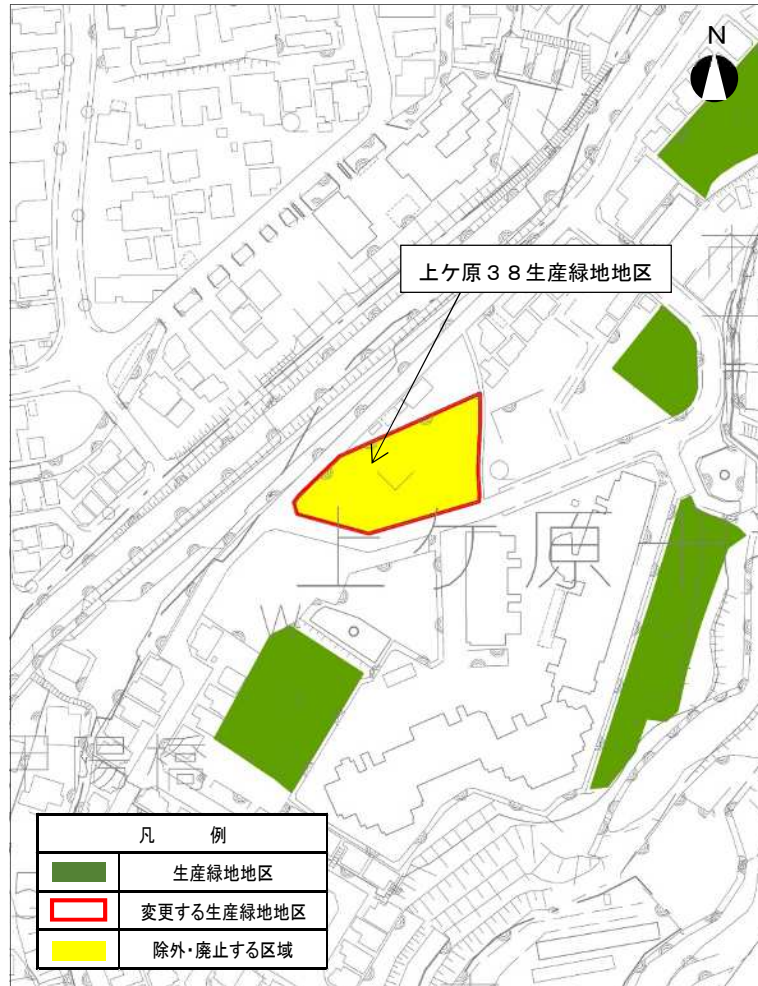 N
上ケ原38生産緑地地区
上ケ原
凡　例
生産緑地地区
変更する生産緑地地区
除外・廃止する区域